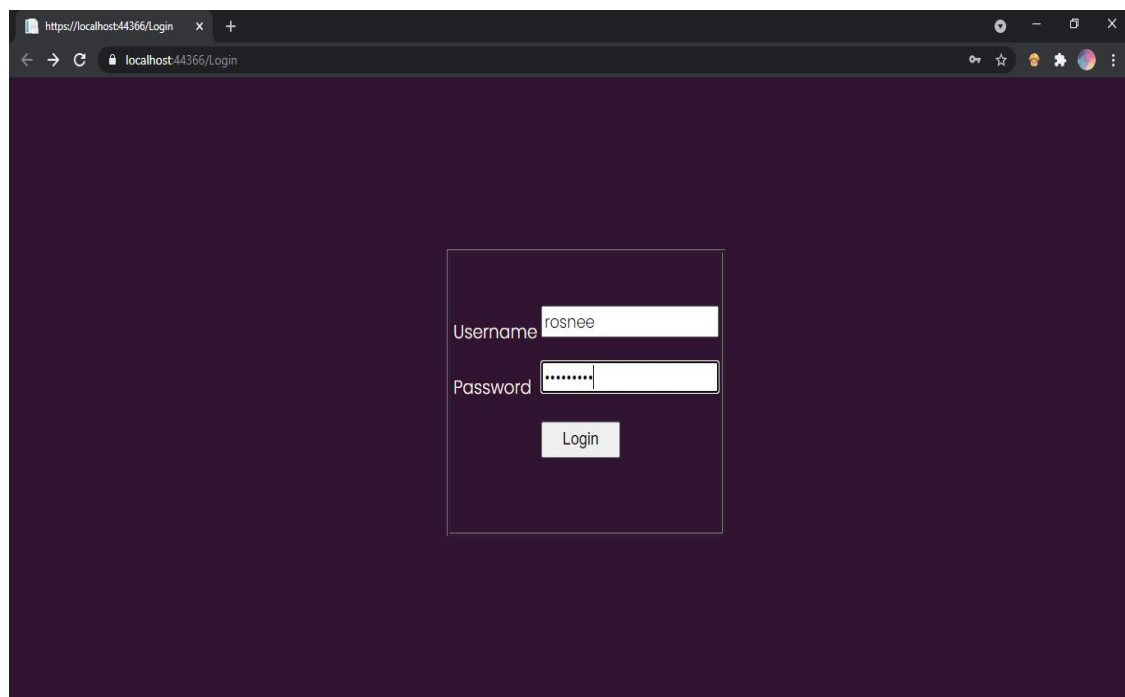 https://localhost:44366/Login
localhost:44366/Login
Username rosnee
Password •••••••••
Login